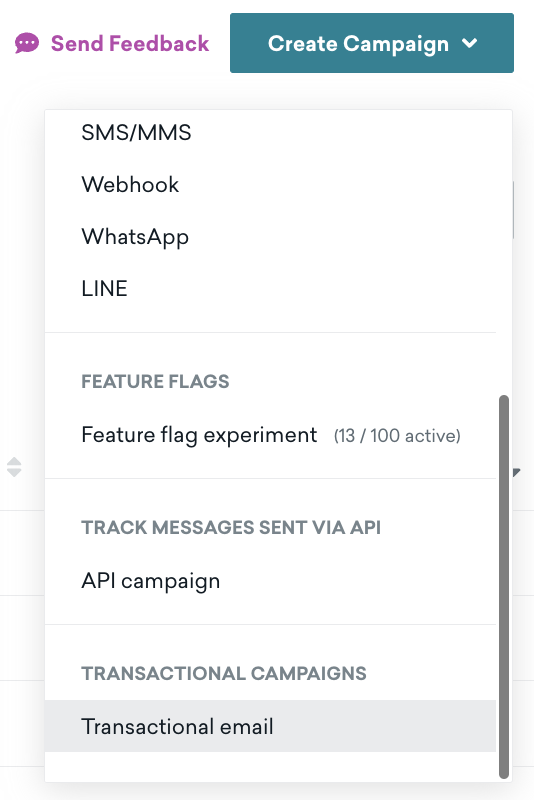 Send Feedback
Create Campaign
SMS/MMS
Webhook
WhatsApp
LINE
FEATURE FLAGS
Feature flag experiment (13 / 100 active)
TRACK MESSAGES SENT VIA API
API campaign
TRANSACTIONAL CAMPAIGNS
Transactional email